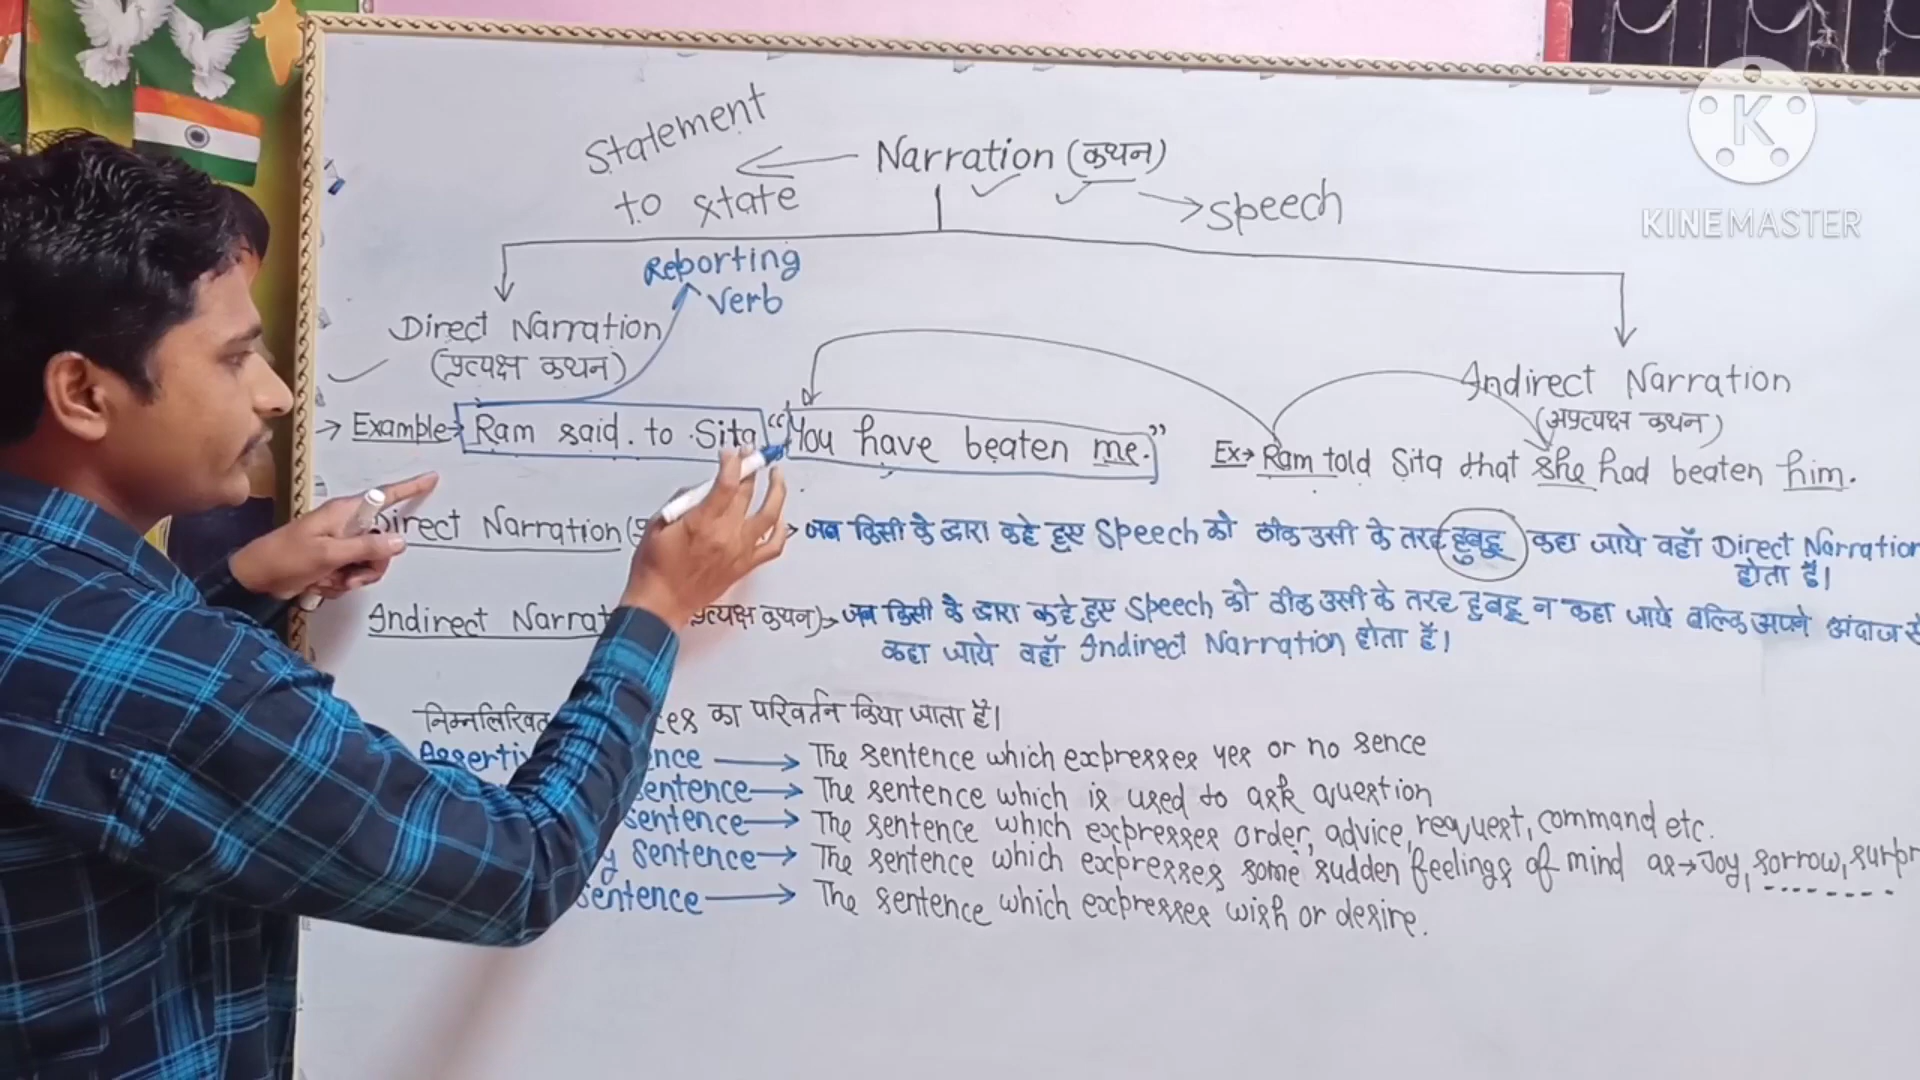 Statement
to state
Narration (कथन)
Speech
Reporting
verb
Direct Narration
(प्रत्यक्ष कथन)
Indirect Narration
(अप्रत्यक्ष कथन)
Example→ Ram said. to Sita “You have beaten me.”
Ex→ Ram told Sita that she had beaten him.
Direct Narration ( → जब किसी के द्वारा कहे हुए Speech को ठीक उसी के तरह हुबहू कहा जाये वहाँ Direct Narration
होता है।
Indirect Narrat प्रत्यक्ष कथन)→ जब किसी के द्वारा कहे हुए Speech को ठीक उसी के तरह हुबहू न कहा जाये बल्कि अपने अंदाज से
कहा जाये वहाँ Indirect Narration होता है।
निम्नलिखित ces का परिवर्तन किया जाता है।
Asserti ence → The sentence which expresses yes or no sence
sentence → The sentence which is used to ask question
sentence → The sentence which expresses order, advice, request, command etc.
y sentence → The sentence which expresses some sudden feelings of mind as → Joy, sorrow, surpr
sentence → The sentence which expresses wish or desire.
K
KINEMASTER